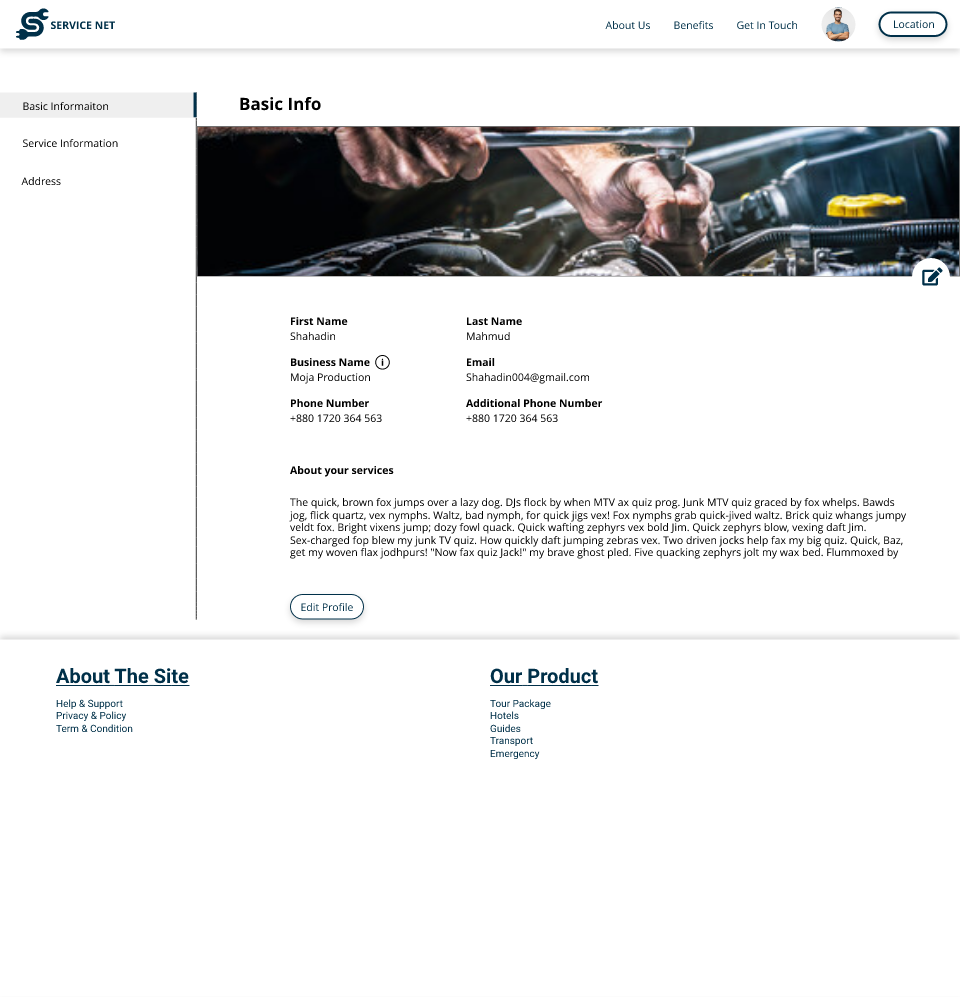 SERVICE NET
About Us
Benefits
Get In Touch
Location
Basic Informaiton
Service Information
Address
Basic Info
First Name
Shahadin
Last Name
Mahmud
Business Name
Moja Production
Email
Shahadin004@gmail.com
Phone Number
+880 1720 364 563
Additional Phone Number
+880 1720 364 563
About your services
The quick, brown fox jumps over a lazy dog. DJs flock by when MTV ax quiz prog. Junk MTV quiz graced by fox whelps. Bawds
jog, flick quartz, vex nymphs. Waltz, bad nymph, for quick jigs vex! Fox nymphs grab quick-jived waltz. Brick quiz whangs jumpy
veldt fox. Bright vixens jump; dozy fowl quack. Quick wafting zephyrs vex bold Jim. Quick zephyrs blow, vexing daft Jim.
Sex-charged fop blew my junk TV quiz. How quickly daft jumping zebras vex. Two driven jocks help fax my big quiz. Quick, Baz,
get my woven flax jodhpurs! "Now fax quiz Jack!" my brave ghost pled. Five quacking zephyrs jolt my wax bed. Flummoxed by
Edit Profile
About The Site
Help & Support
Privacy & Policy
Term & Condition
Our Product
Tour Package
Hotels
Guides
Transport
Emergency